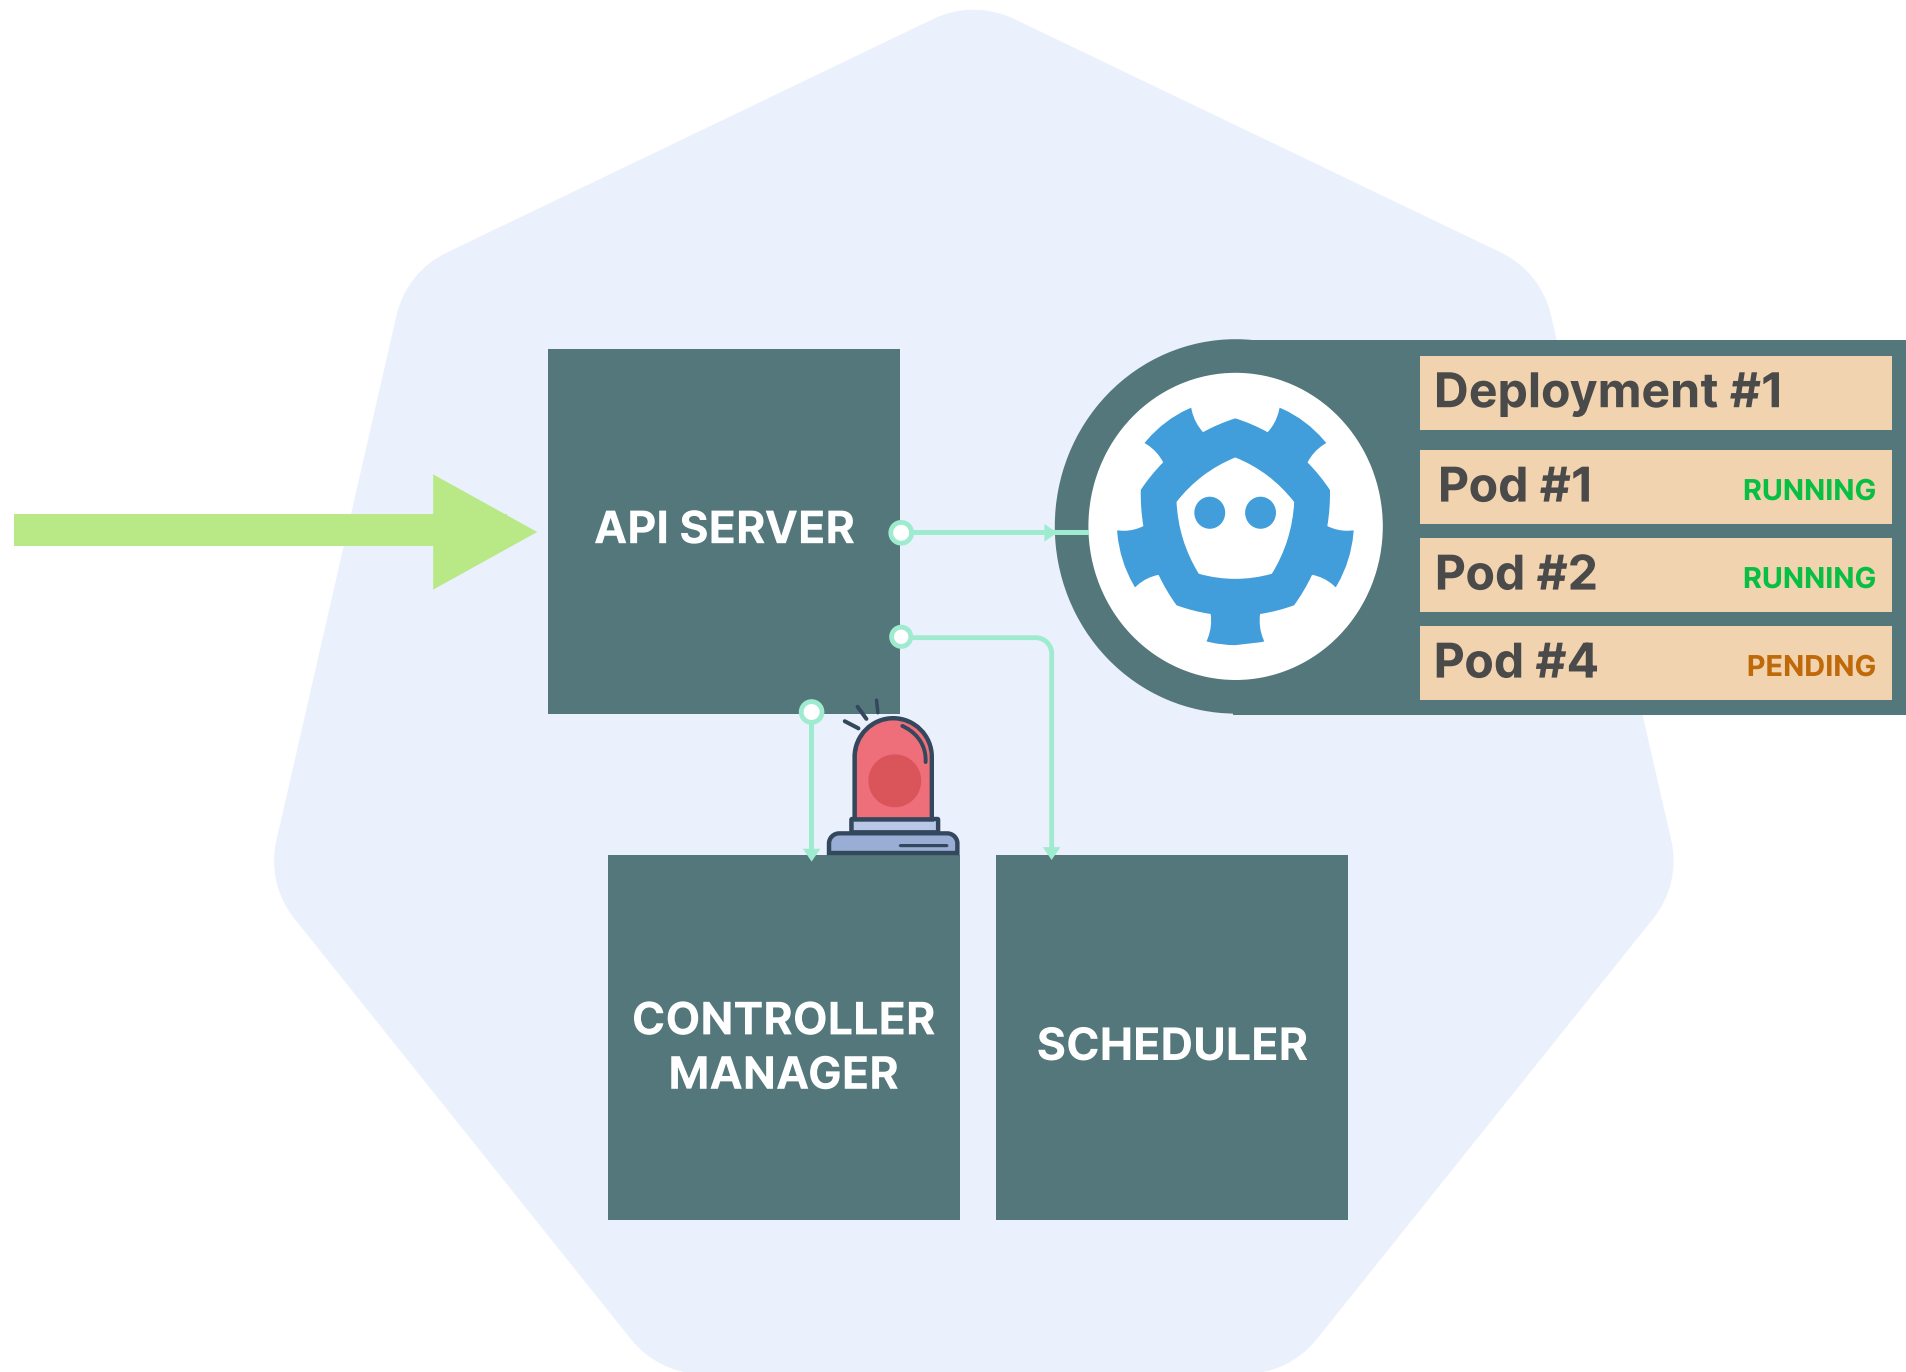 API SERVER
Deployment #1
Pod #1 RUNNING
Pod #2 RUNNING
Pod #4 PENDING
CONTROLLER
MANAGER
SCHEDULER